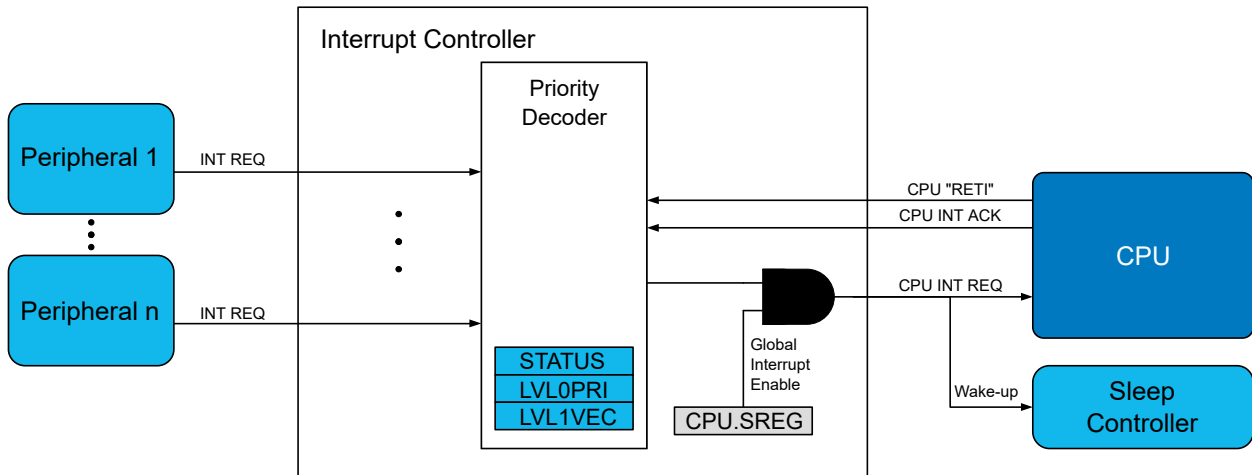 Interrupt Controller
Priority
Decoder
Peripheral 1
INT REQ
CPU "RETI"
CPU INT ACK
CPU
CPU INT REQ
Peripheral n
INT REQ
Global
Interrupt
Enable
STATUS
LVL0PRI
LVL1VEC
CPU.SREG
Wake-up
Sleep
Controller